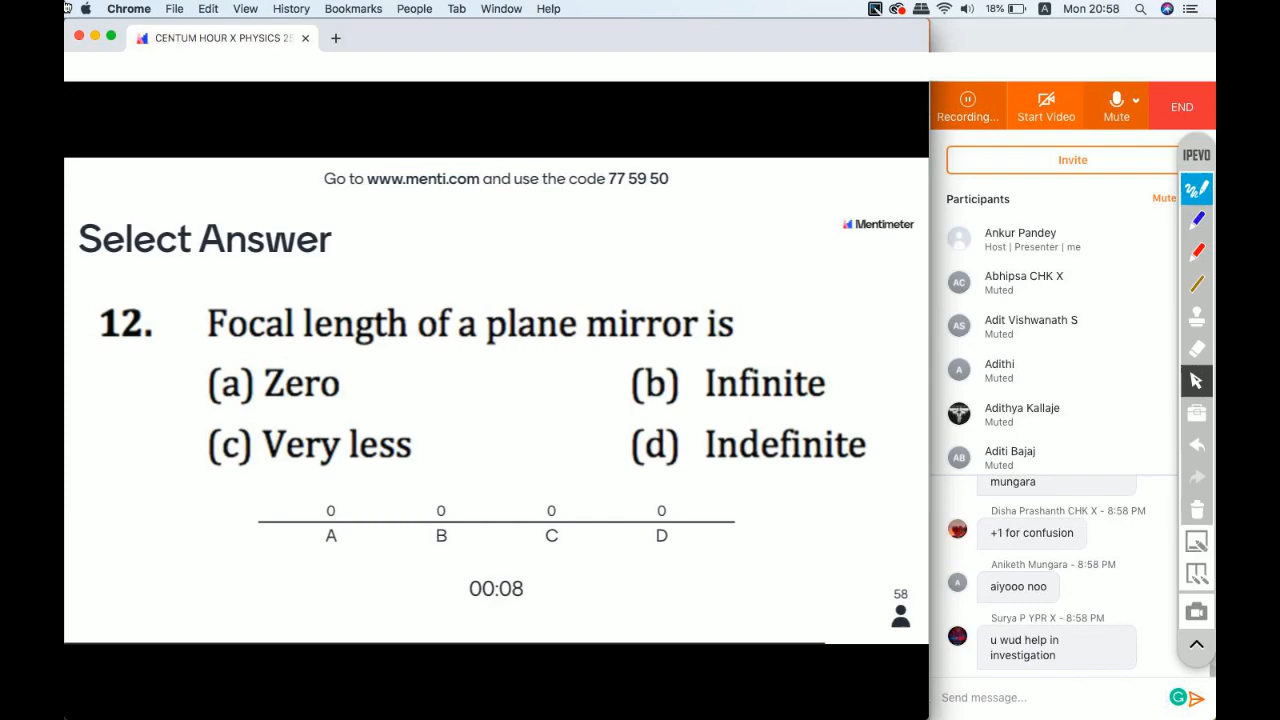 Chrome File Edit View History Bookmarks People Tab Window Help 18% A Mon 20:58
CENTUM HOUR X PHYSICS 25
Recording... Start Video Mute END
Go to www.menti.com and use the code 77 59 50
Mentimeter
Select Answer
12. Focal length of a plane mirror is
(a) Zero (b) Infinite
(c) Very less (d) Indefinite
0 0 0 0
A B C D
00:08
58
Invite
IPEVO
Participants Mute
Ankur Pandey
Host | Presenter | me
AC Abhipsa CHK X
Muted
AS Adit Vishwanath S
Muted
A Adithi
Muted
Adithya Kallaje
Muted
AB Aditi Bajaj
Muted
mungara
Disha Prashanth CHK X - 8:58 PM
+1 for confusion
Aniketh Mungara - 8:58 PM
A aiyooo noo
Surya P YPR X - 8:58 PM
u wud help in
investigation
Send message...